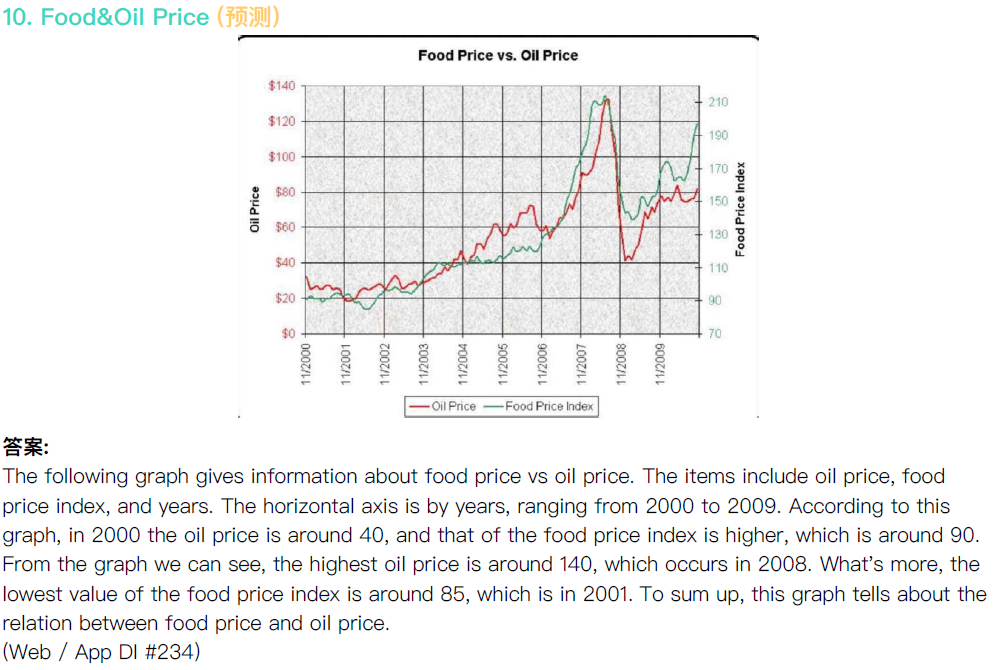 10. Food&Oil Price (预测)
Food Price vs. Oil Price
$140
$120
$100
$80
$60
$40
$20
$0
Oil Price
210
190
170
150
130
110
90
70
Food Price Index
11/2000
11/2001
11/2002
11/2003
11/2004
11/2005
11/2006
11/2007
11/2008
11/2009
Oil Price Food Price Index
答案:
The following graph gives information about food price vs oil price. The items include oil price, food
price index, and years. The horizontal axis is by years, ranging from 2000 to 2009. According to this
graph, in 2000 the oil price is around 40, and that of the food price index is higher, which is around 90.
From the graph we can see, the highest oil price is around 140, which occurs in 2008. What’s more, the
lowest value of the food price index is around 85, which is in 2001. To sum up, this graph tells about the
relation between food price and oil price.
(Web / App DI #234)